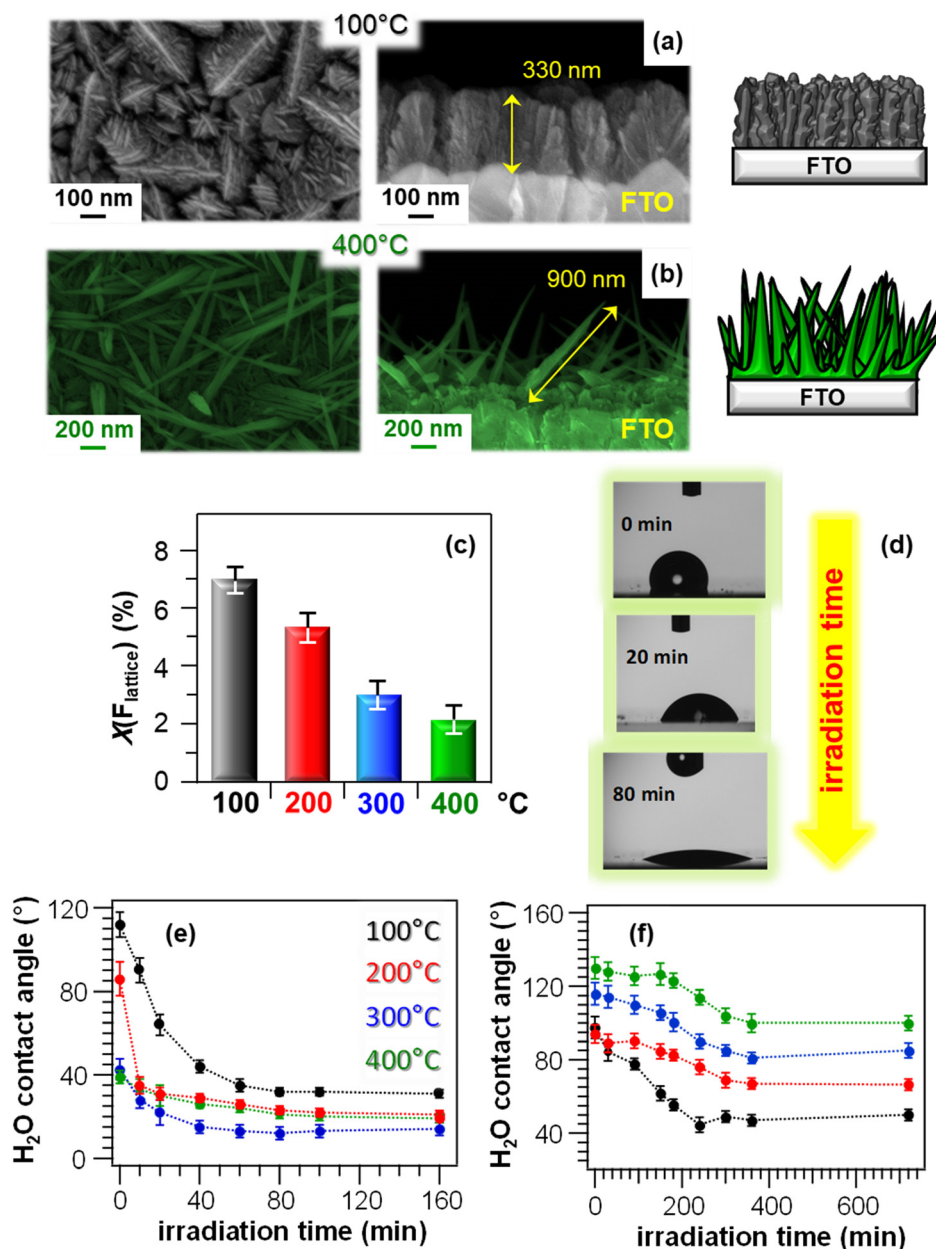 100°C
(a)
330 nm
100 nm
100 nm
FTO
FTO
400°C
(b)
900 nm
200 nm
200 nm
FTO
FTO
(c)
X(F_lattice) (%)
8
6
4
2
0
100 200 300 400 °C
(d)
0 min
20 min
80 min
irradiation time
(e)
H₂O contact angle (°)
120
80
40
0
100°C
200°C
300°C
400°C
0 40 80 120 160
irradiation time (min)
(f)
H₂O contact angle (°)
160
120
80
40
0 200 400 600
irradiation time (min)